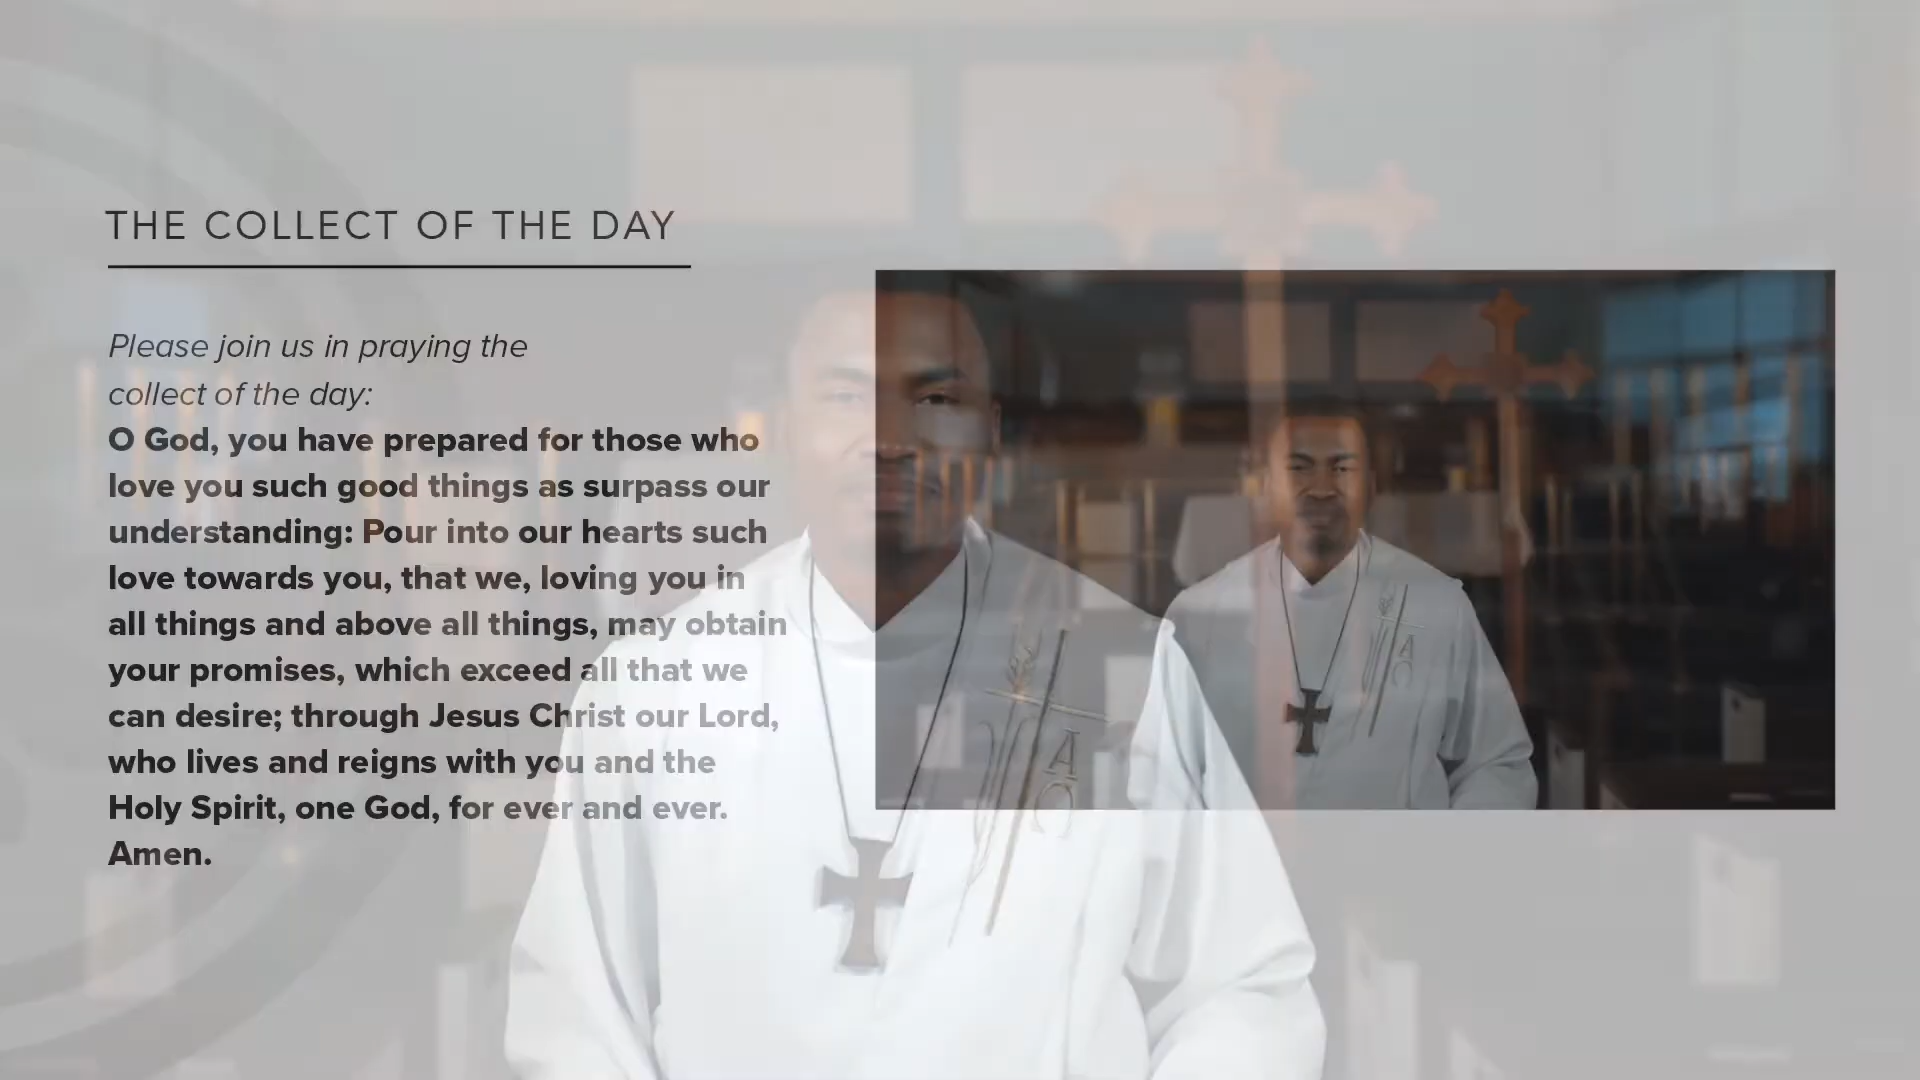 THE COLLECT OF THE DAY
Please join us in praying the
collect of the day:
O God, you have prepared for those who
love you such good things as surpass our
understanding: Pour into our hearts such
love towards you, that we, loving you in
all things and above all things, may obtain
your promises, which exceed all that we
can desire; through Jesus Christ our Lord,
who lives and reigns with you and the
Holy Spirit, one God, for ever and ever.
Amen.
Α
Ω
Α
Ω